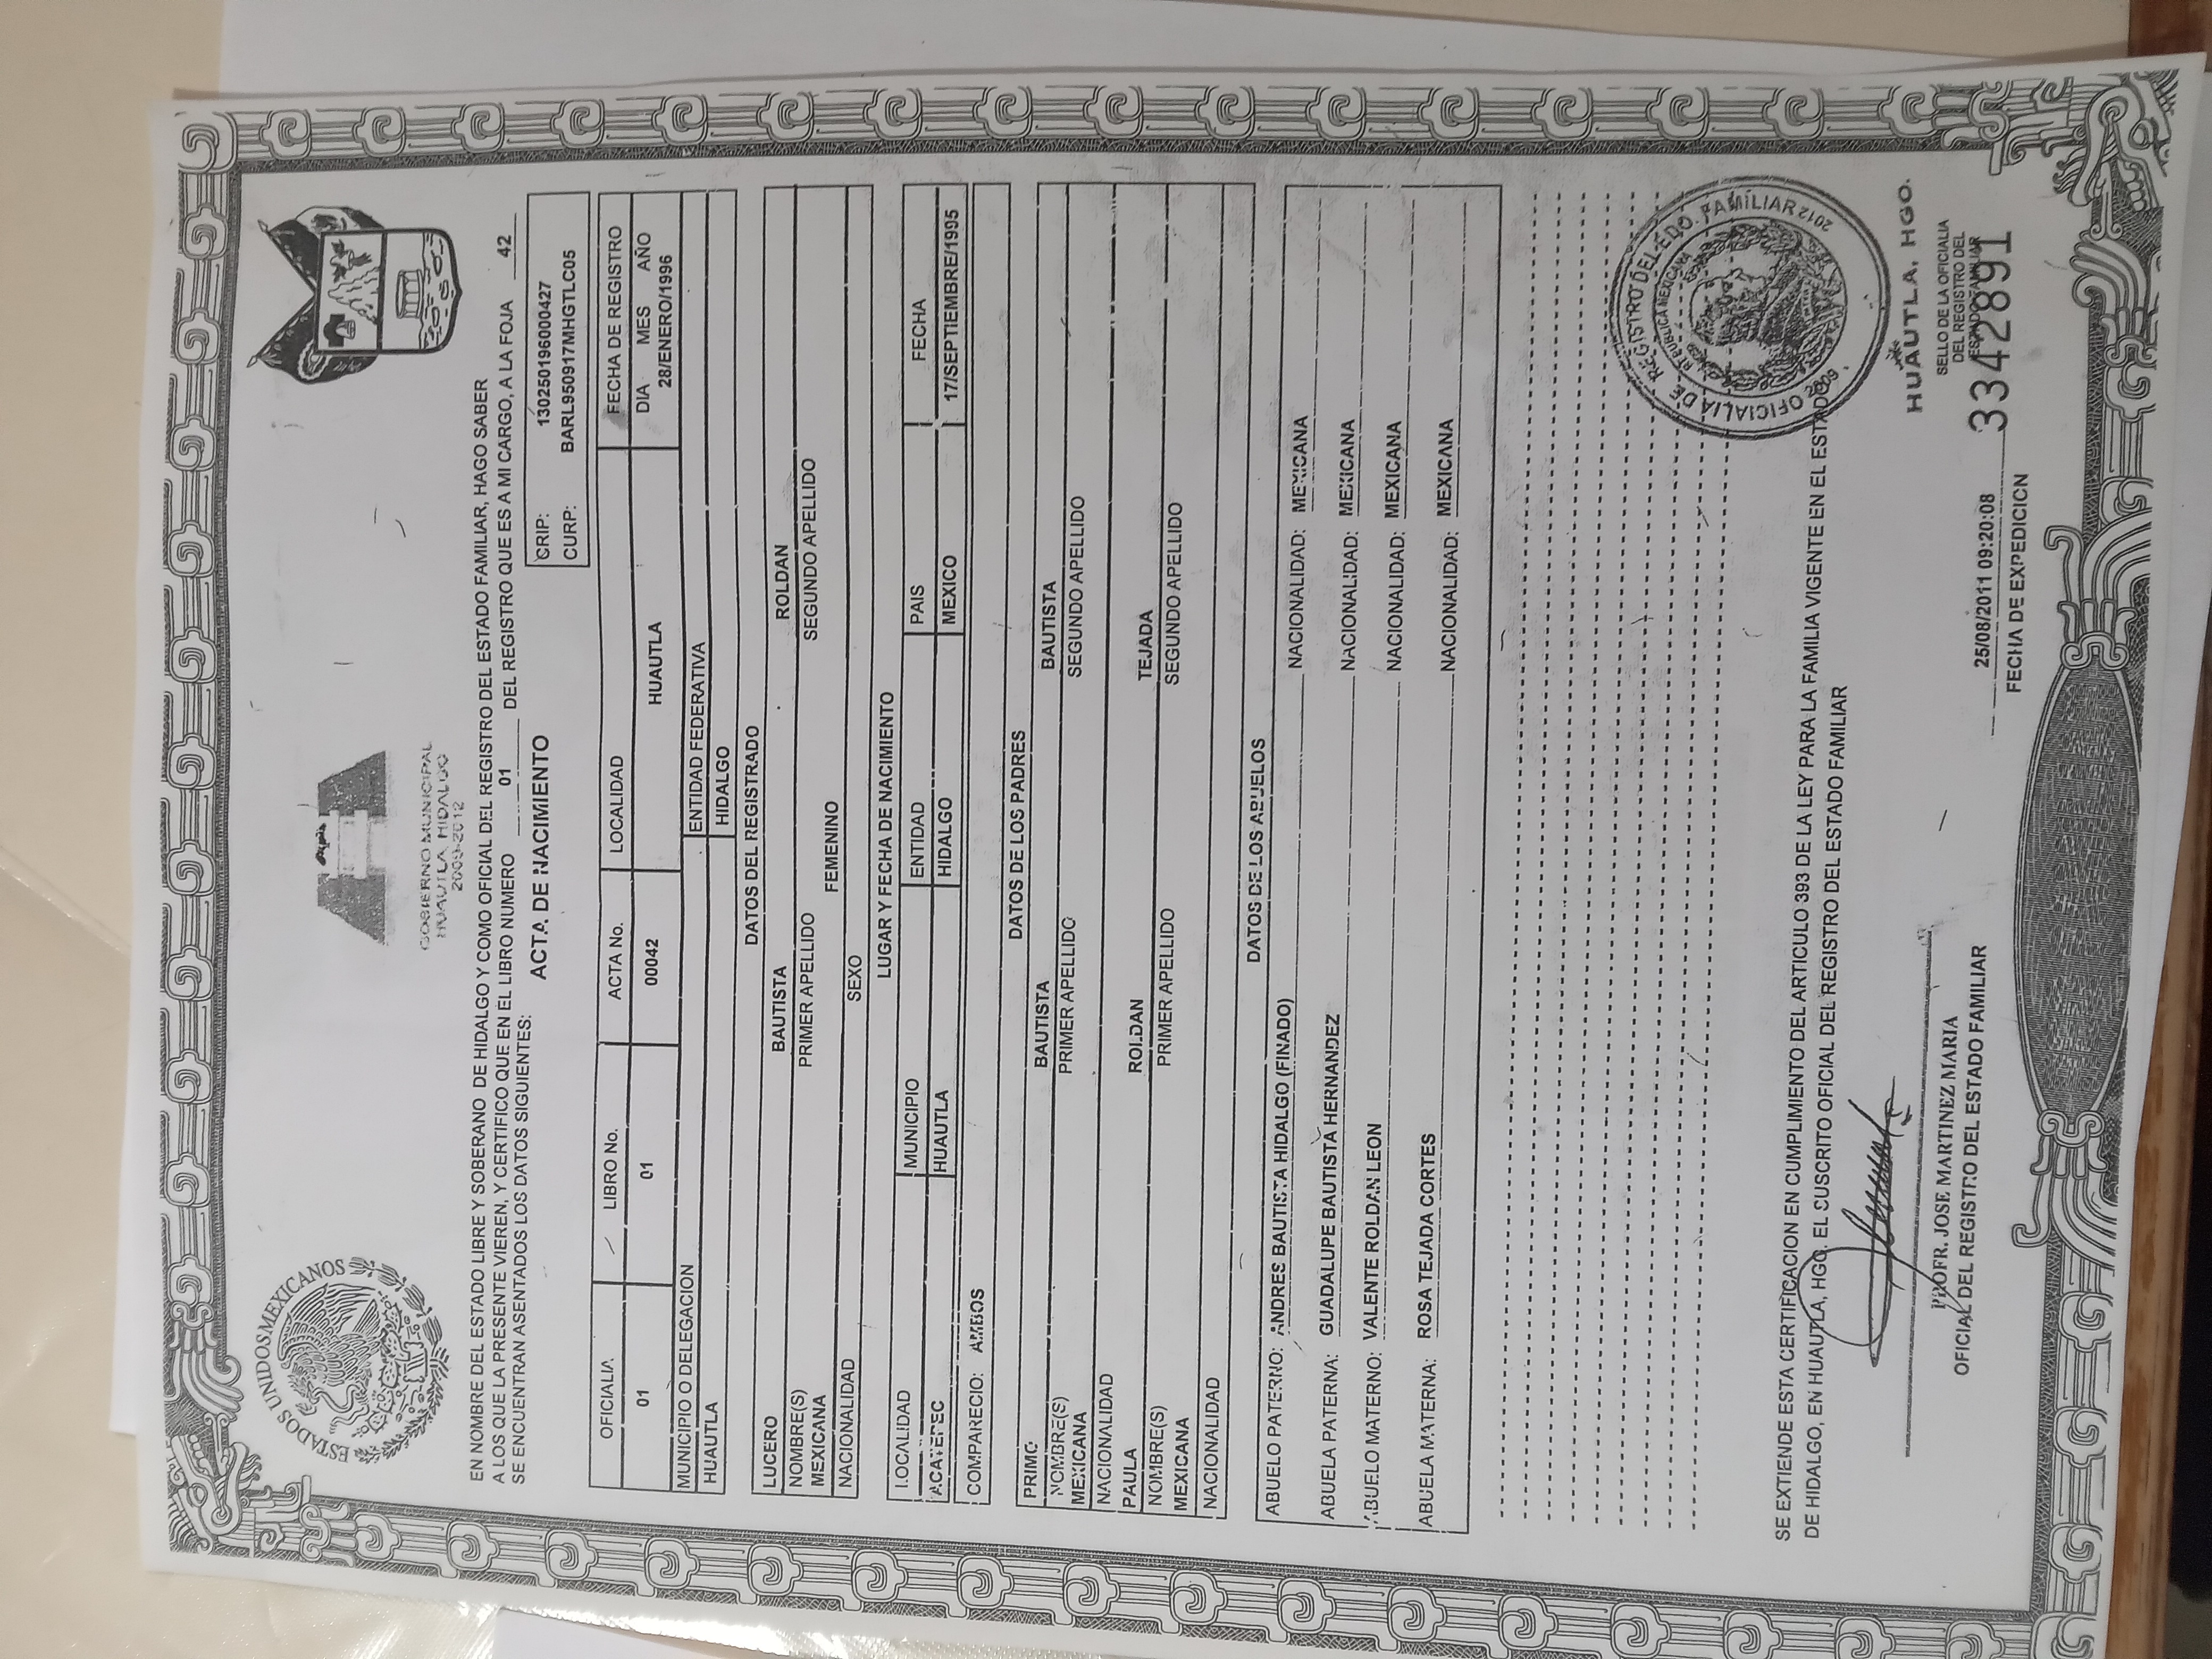 ESTADOS UNIDOS MEXICANOS
GOBIERNO MUNICIPAL
HUAUTLA HIDALGO
2009-2012
EN NOMBRE DEL ESTADO LIBRE Y SOBERANO DE HIDALGO Y COMO OFICIAL DEL REGISTRO DEL ESTADO FAMILIAR, HAGO SABER
A LOS QUE LA PRESENTE VIEREN, Y CERTIFICO QUE EN EL LIBRO NUMERO 01 DEL REGISTRO QUE ES A MI CARGO, A LA FOJA 42
SE ENCUENTRAN ASENTADOS LOS DATOS SIGUIENTES:
ACTA DE NACIMIENTO
CRIP: 130250196000427
CURP: BARL950917MHGTLC05
OFICIALIA LIBRO No. ACTA No. LOCALIDAD FECHA DE REGISTRO
DIA MES AÑO
01 01 00042 HUAUTLA 28/ENERO/1996
MUNICIPIO O DELEGACION ENTIDAD FEDERATIVA
HUAUTLA HIDALGO
DATOS DEL REGISTRADO
LUCERO BAUTISTA ROLDAN
NOMBRE(S) PRIMER APELLIDO SEGUNDO APELLIDO
MEXICANA FEMENINO
NACIONALIDAD SEXO
LUGAR Y FECHA DE NACIMIENTO
LOCALIDAD MUNICIPIO ENTIDAD PAIS FECHA
ACATEPEC HUAUTLA HIDALGO MEXICO 17/SEPTIEMBRE/1995
COMPARECIO: AMBOS
DATOS DE LOS PADRES
PRIMO BAUTISTA BAUTISTA
NOMBRE(S) PRIMER APELLIDO SEGUNDO APELLIDO
MEXICANA
NACIONALIDAD
PAULA ROLDAN TEJADA
NOMBRE(S) PRIMER APELLIDO SEGUNDO APELLIDO
MEXICANA
NACIONALIDAD
DATOS DE LOS ABUELOS
ABUELO PATERNO: ANDRES BAUTISTA HIDALGO (FINADO) NACIONALIDAD: MEXICANA
ABUELA PATERNA: GUADALUPE BAUTISTA HERNANDEZ NACIONALIDAD: MEXICANA
ABUELO MATERNO: VALENTE ROLDAN LEON NACIONALIDAD: MEXICANA
ABUELA MATERNA: ROSA TEJADA CORTES NACIONALIDAD: MEXICANA
OFICIALIA DE REGISTRO DEL EDO. FAMILIAR
REPUBLICA MEXICANA
2009 2012
SE EXTIENDE ESTA CERTIFICACION EN CUMPLIMIENTO DEL ARTICULO 393 DE LA LEY PARA LA FAMILIA VIGENTE EN EL ESTADO
DE HIDALGO, EN HUAUTLA, HGO. EL SUSCRITO OFICIAL DEL REGISTRO DEL ESTADO FAMILIAR
HUAUTLA, HGO.
PROFR. JOSE MARTINEZ MARIA
OFICIAL DEL REGISTRO DEL ESTADO FAMILIAR
SELLO DE LA OFICIALIA
DEL REGISTRO DEL
ESTADO FAMILIAR
3342891
25/08/2011 09:20:08
FECHA DE EXPEDICION